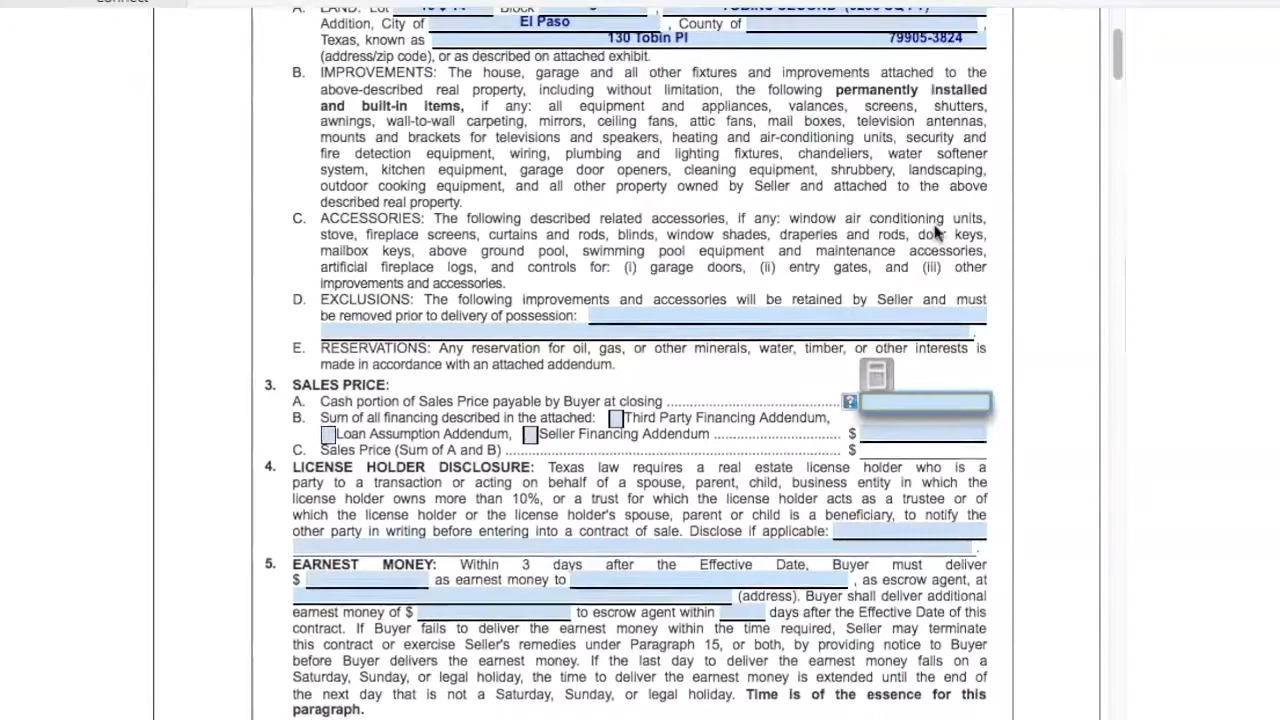 A. LAND: Lot Block ,
Addition, City of El Paso , County of ,
Texas, known as 130 Tobin Pl 79905-3824
(address/zip code), or as described on attached exhibit.
B. IMPROVEMENTS: The house, garage and all other fixtures and improvements attached to the
above-described real property, including without limitation, the following permanently installed
and built-in items, if any: all equipment and appliances, valances, screens, shutters,
awnings, wall-to-wall carpeting, mirrors, ceiling fans, attic fans, mail boxes, television antennas,
mounts and brackets for televisions and speakers, heating and air-conditioning units, security and
fire detection equipment, wiring, plumbing and lighting fixtures, chandeliers, water softener
system, kitchen equipment, garage door openers, cleaning equipment, shrubbery, landscaping,
outdoor cooking equipment, and all other property owned by Seller and attached to the above
described real property.
C. ACCESSORIES: The following described related accessories, if any: window air conditioning units,
stove, fireplace screens, curtains and rods, blinds, window shades, draperies and rods, door keys,
mailbox keys, above ground pool, swimming pool equipment and maintenance accessories,
artificial fireplace logs, and controls for: (i) garage doors, (ii) entry gates, and (iii) other
improvements and accessories.
D. EXCLUSIONS: The following improvements and accessories will be retained by Seller and must
be removed prior to delivery of possession:
.
E. RESERVATIONS: Any reservation for oil, gas, or other minerals, water, timber, or other interests is
made in accordance with an attached addendum.
3. SALES PRICE:
A. Cash portion of Sales Price payable by Buyer at closing ....................................... ?
B. Sum of all financing described in the attached: Third Party Financing Addendum,
Loan Assumption Addendum, Seller Financing Addendum ............................. $
C. Sales Price (Sum of A and B) .......................................................................... $
4. LICENSE HOLDER DISCLOSURE: Texas law requires a real estate license holder who is a
party to a transaction or acting on behalf of a spouse, parent, child, business entity in which the
license holder owns more than 10%, or a trust for which the license holder acts as a trustee or of
which the license holder or the license holder's spouse, parent or child is a beneficiary, to notify the
other party in writing before entering into a contract of sale. Disclose if applicable:
.
5. EARNEST MONEY: Within 3 days after the Effective Date, Buyer must deliver
$ as earnest money to , as escrow agent, at
(address). Buyer shall deliver additional
earnest money of $ to escrow agent within days after the Effective Date of this
contract. If Buyer fails to deliver the earnest money within the time required, Seller may terminate
this contract or exercise Seller's remedies under Paragraph 15, or both, by providing notice to Buyer
before Buyer delivers the earnest money. If the last day to deliver the earnest money falls on a
Saturday, Sunday, or legal holiday, the time to deliver the earnest money is extended until the end of
the next day that is not a Saturday, Sunday, or legal holiday. Time is of the essence for this
paragraph.